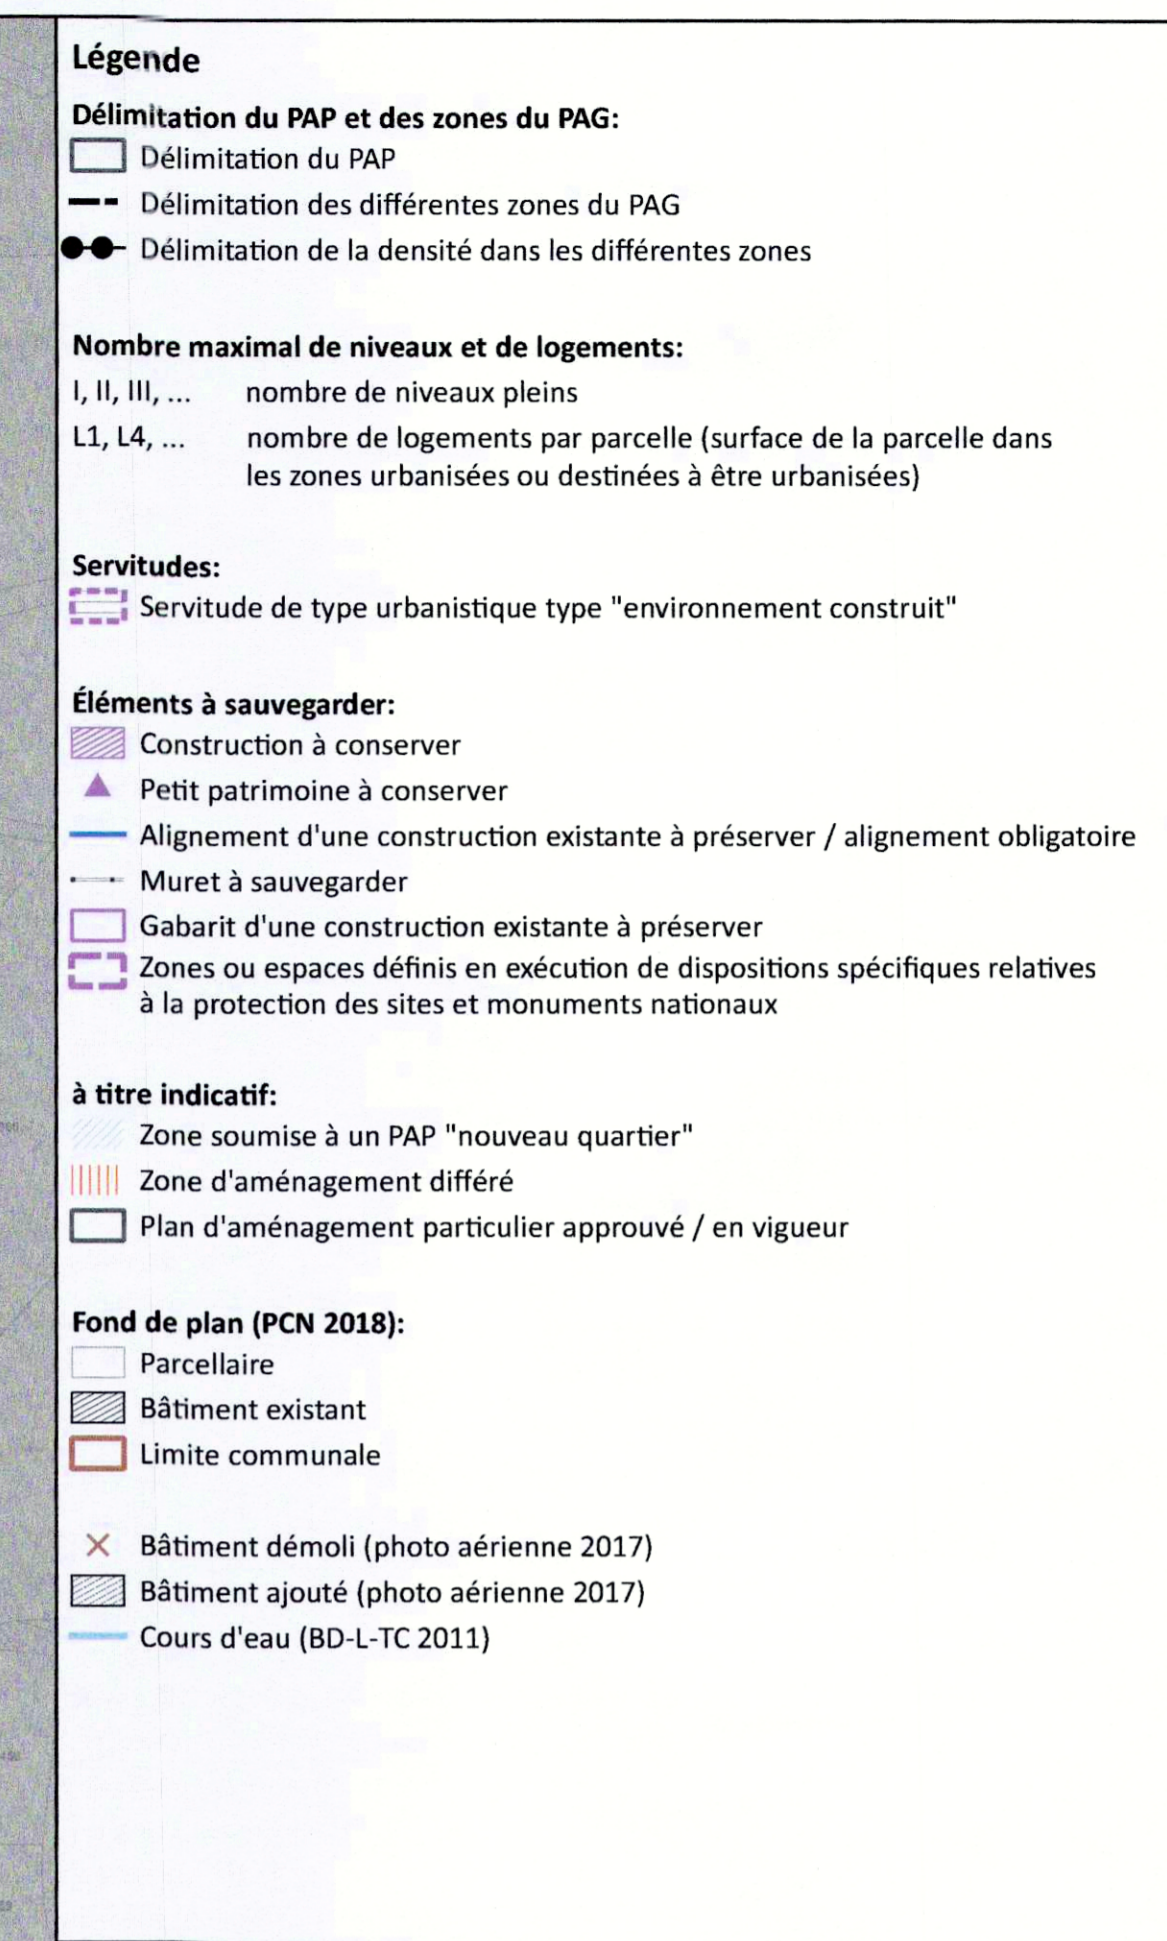 Légende
Délimitation du PAP et des zones du PAG:
Délimitation du PAP
Délimitation des différentes zones du PAG
Délimitation de la densité dans les différentes zones
Nombre maximal de niveaux et de logements:
I, II, III, ... nombre de niveaux pleins
L1, L4, ... nombre de logements par parcelle (surface de la parcelle dans
les zones urbanisées ou destinées à être urbanisées)
Servitudes:
Servitude de type urbanistique type "environnement construit"
Éléments à sauvegarder:
Construction à conserver
Petit patrimoine à conserver
Alignement d'une construction existante à préserver / alignement obligatoire
Muret à sauvegarder
Gabarit d'une construction existante à préserver
Zones ou espaces définis en exécution de dispositions spécifiques relatives
à la protection des sites et monuments nationaux
à titre indicatif:
Zone soumise à un PAP "nouveau quartier"
Zone d'aménagement différé
Plan d'aménagement particulier approuvé / en vigueur
Fond de plan (PCN 2018):
Parcellaire
Bâtiment existant
Limite communale
Bâtiment démoli (photo aérienne 2017)
Bâtiment ajouté (photo aérienne 2017)
Cours d'eau (BD-L-TC 2011)